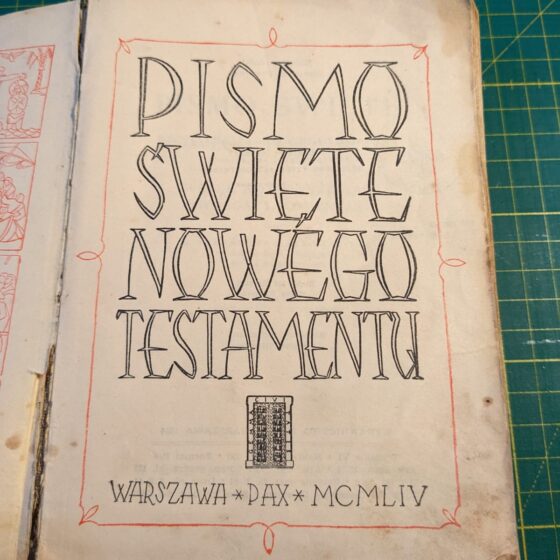 PISMO
ŚWIĘTE
NOWEGO
TESTAMENTU
WARSZAWA * PAX * MCMLIV